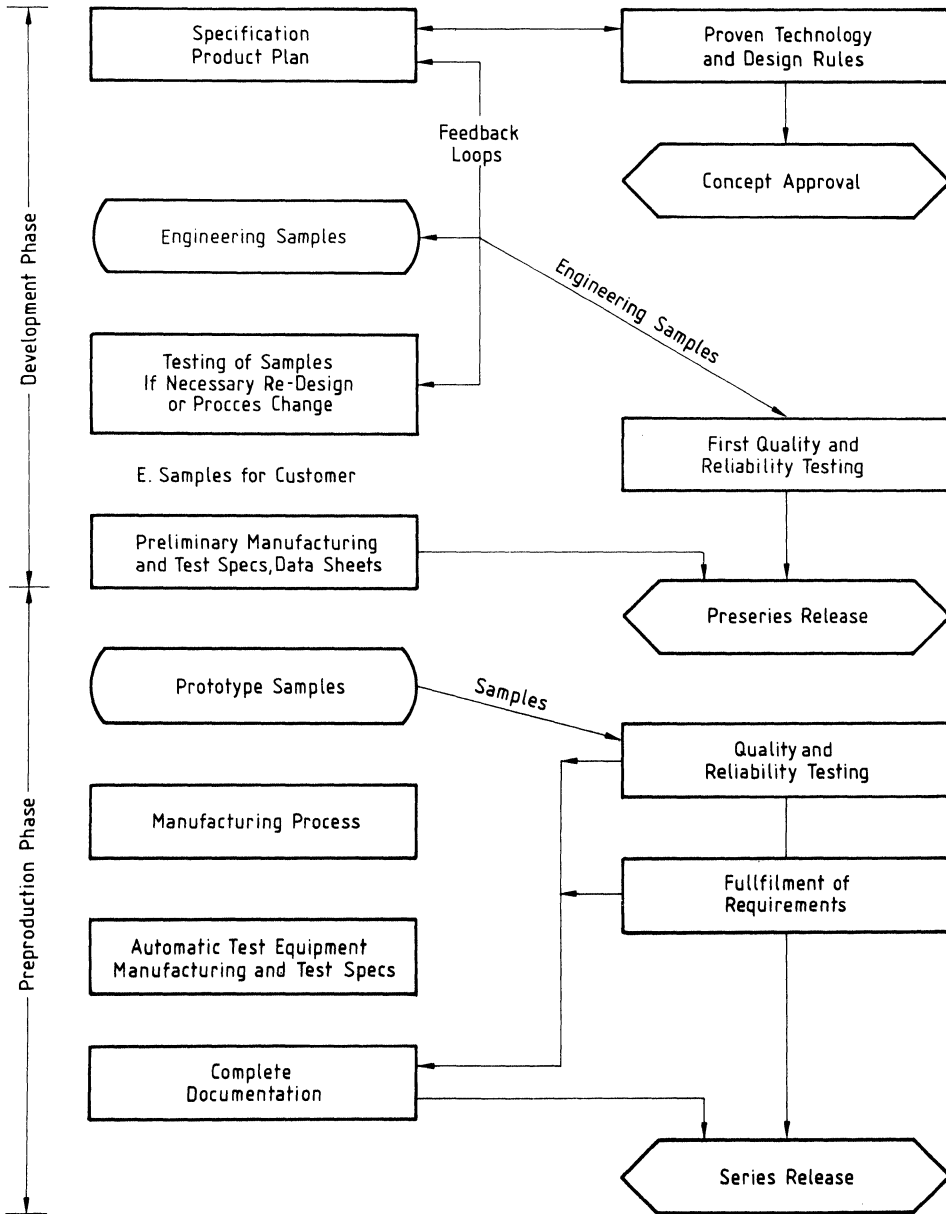 Specification
Product Plan
Proven Technology
and Design Rules
Feedback
Loops
Concept Approval
Engineering Samples
Engineering Samples
Development Phase
Testing of Samples
If Necessary Re-Design
or Procces Change
First Quality and
Reliability Testing
E. Samples for Customer
Preliminary Manufacturing
and Test Specs, Data Sheets
Preseries Release
Prototype Samples
Samples
Quality and
Reliability Testing
Preproduction Phase
Manufacturing Process
Fullfilment of
Requirements
Automatic Test Equipment
Manufacturing and Test Specs
Complete
Documentation
Series Release